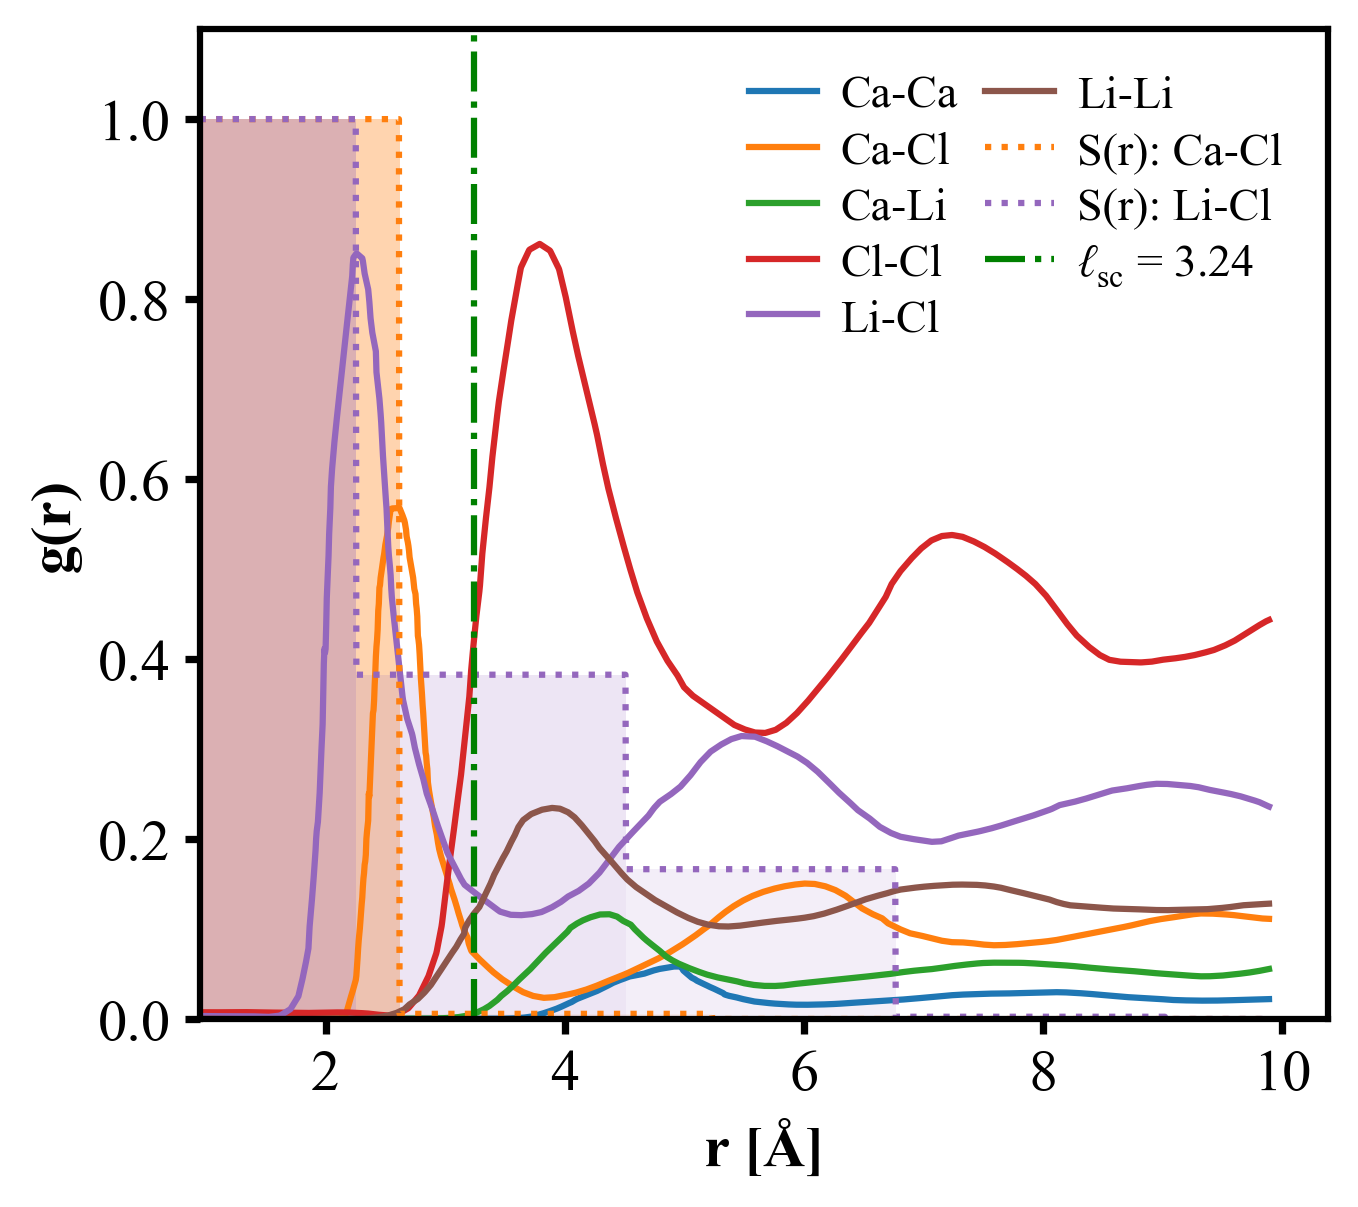 Ca-Ca
Ca-Cl
Ca-Li
Cl-Cl
Li-Cl
Li-Li
S(r): Ca-Cl
S(r): Li-Cl
ℓsc = 3.24
g(r)
1.0
0.8
0.6
0.4
0.2
0.0
2 4 6 8 10
r [Å]